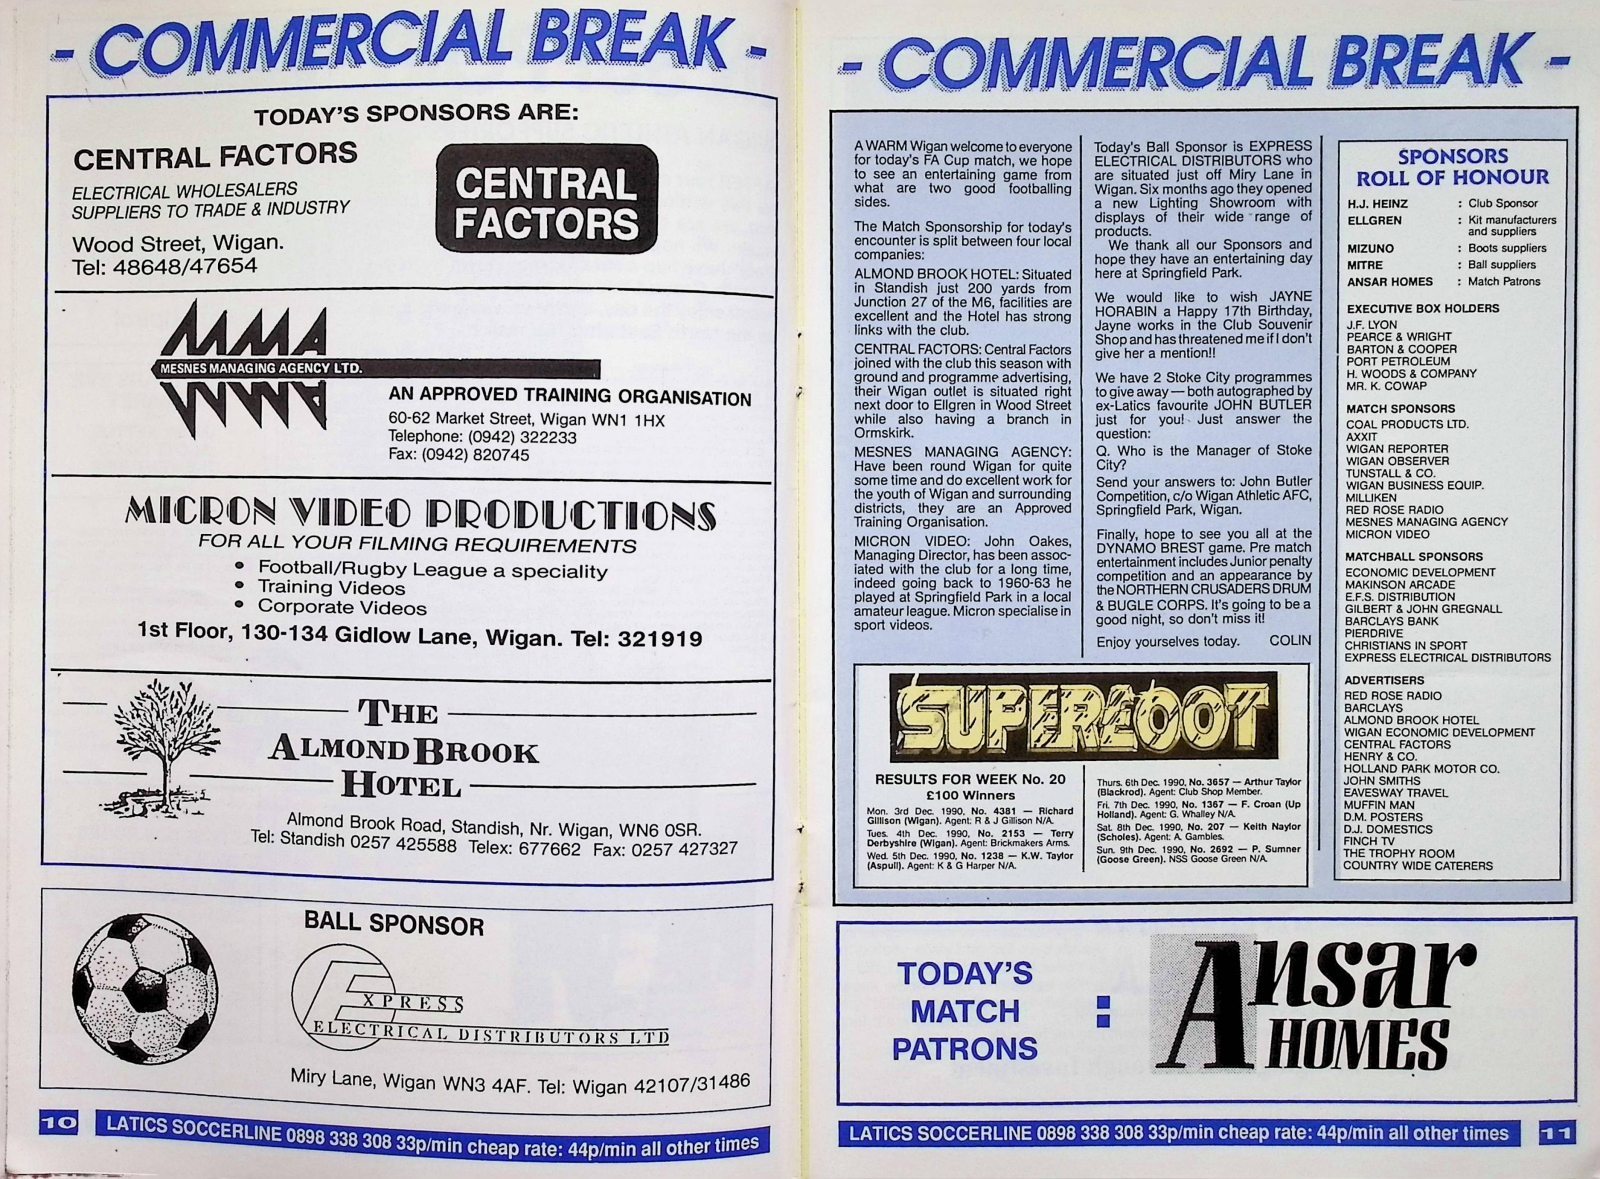 - COMMERCIAL BREAK -
TODAY'S SPONSORS ARE:
CENTRAL FACTORS
ELECTRICAL WHOLESALERS
SUPPLIERS TO TRADE & INDUSTRY
Wood Street, Wigan.
Tel: 48648/47654
CENTRAL
FACTORS
MMA
MESNES MANAGING AGENCY LTD.
AN APPROVED TRAINING ORGANISATION
60-62 Market Street, Wigan WN1 1HX
Telephone: (0942) 322233
Fax: (0942) 820745
MICRON VIDEO PRODUCTIONS
FOR ALL YOUR FILMING REQUIREMENTS
• Football/Rugby League a speciality
• Training Videos
• Corporate Videos
1st Floor, 130-134 Gidlow Lane, Wigan. Tel: 321919
THE
ALMOND BROOK
HOTEL
Almond Brook Road, Standish, Nr. Wigan, WN6 0SR.
Tel: Standish 0257 425588 Telex: 677662 Fax: 0257 427327
BALL SPONSOR
EXPRESS
ELECTRICAL DISTRIBUTORS LTD
Miry Lane, Wigan WN3 4AF. Tel: Wigan 42107/31486
10 LATICS SOCCERLINE 0898 338 308 33p/min cheap rate: 44p/min all other times
- COMMERCIAL BREAK -
A WARM Wigan welcome to everyone
for today's FA Cup match, we hope
to see an entertaining game from
what are two good footballing
sides.
The Match Sponsorship for today's
encounter is split between four local
companies:
ALMOND BROOK HOTEL: Situated
in Standish just 200 yards from
Junction 27 of the M6, facilities are
excellent and the Hotel has strong
links with the club.
CENTRAL FACTORS: Central Factors
joined with the club this season with
ground and programme advertising,
their Wigan outlet is situated right
next door to Ellgren in Wood Street
while also having a branch in
Ormskirk.
MESNES MANAGING AGENCY:
Have been round Wigan for quite
some time and do excellent work for
the youth of Wigan and surrounding
districts, they are an Approved
Training Organisation.
MICRON VIDEO: John Oakes,
Managing Director, has been assoc-
iated with the club for a long time,
indeed going back to 1960-63 he
played at Springfield Park in a local
amateur league. Micron specialise in
sport videos.
Today's Ball Sponsor is EXPRESS
ELECTRICAL DISTRIBUTORS who
are situated just off Miry Lane in
Wigan. Six months ago they opened
a new Lighting Showroom with
displays of their wide range of
products.
We thank all our Sponsors and
hope they have an entertaining day
here at Springfield Park.
We would like to wish JAYNE
HORABIN a Happy 17th Birthday,
Jayne works in the Club Souvenir
Shop and has threatened me if I don't
give her a mention!!
We have 2 Stoke City programmes
to give away — both autographed by
ex-Latics favourite JOHN BUTLER
just for you! Just answer the
question:
Q. Who is the Manager of Stoke
City?
Send your answers to: John Butler
Competition, c/o Wigan Athletic AFC,
Springfield Park, Wigan.
Finally, hope to see you all at the
DYNAMO BREST game. Pre match
entertainment includes Junior penalty
competition and an appearance by
the NORTHERN CRUSADERS DRUM
& BUGLE CORPS. It's going to be a
good night, so don't miss it!
Enjoy yourselves today. COLIN
SUPERFOOT
RESULTS FOR WEEK No. 20
£100 Winners
Mon. 3rd Dec. 1990, No. 4381 — Richard
Gillison (Wigan). Agent: R & J Gillison N/A.
Tues. 4th Dec. 1990, No. 2153 — Terry
Derbyshire (Wigan). Agent: Brickmakers Arms.
Wed. 5th Dec. 1990, No. 1238 — K.W. Taylor
(Aspull). Agent: K & G Harper N/A.
Thurs. 6th Dec. 1990, No. 3657 — Arthur Taylor
(Blackrod). Agent: Club Shop Member.
Fri. 7th Dec. 1990, No. 1367 — F. Croan (Up
Holland). Agent: G. Whalley N/A.
Sat. 8th Dec. 1990, No. 207 — Keith Naylor
(Scholes). Agent: A. Gambles.
Sun. 9th Dec. 1990, No. 2692 — P. Sumner
(Goose Green). NSS Goose Green N/A.
SPONSORS
ROLL OF HONOUR
H.J. HEINZ : Club Sponsor
ELLGREN : Kit manufacturers
and suppliers
MIZUNO : Boots suppliers
MITRE : Ball suppliers
ANSAR HOMES : Match Patrons
EXECUTIVE BOX HOLDERS
J.F. LYON
PEARCE & WRIGHT
BARTON & COOPER
PORT PETROLEUM
H. WOODS & COMPANY
MR. K. COWAP
MATCH SPONSORS
COAL PRODUCTS LTD.
AXXIT
WIGAN REPORTER
WIGAN OBSERVER
TUNSTALL & CO.
WIGAN BUSINESS EQUIP.
MILLIKEN
RED ROSE RADIO
MESNES MANAGING AGENCY
MICRON VIDEO
MATCHBALL SPONSORS
ECONOMIC DEVELOPMENT
MAKINSON ARCADE
E.F.S. DISTRIBUTION
GILBERT & JOHN GREGNALL
BARCLAYS BANK
PIERDRIVE
CHRISTIANS IN SPORT
EXPRESS ELECTRICAL DISTRIBUTORS
ADVERTISERS
RED ROSE RADIO
BARCLAYS
ALMOND BROOK HOTEL
WIGAN ECONOMIC DEVELOPMENT
CENTRAL FACTORS
HENRY & CO.
HOLLAND PARK MOTOR CO.
JOHN SMITHS
EAVESWAY TRAVEL
MUFFIN MAN
D.M. POSTERS
D.J. DOMESTICS
FINCH TV
THE TROPHY ROOM
COUNTRY WIDE CATERERS
TODAY'S
MATCH
PATRONS
:
Ansar
HOMES
LATICS SOCCERLINE 0898 338 308 33p/min cheap rate: 44p/min all other times 11